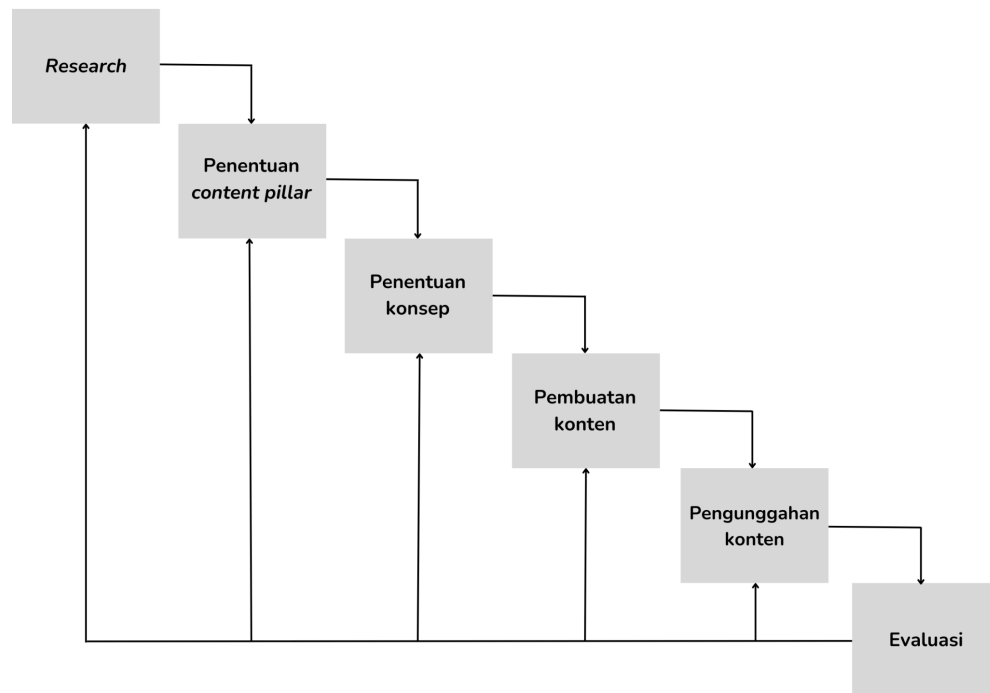 Research
Penentuan
content pillar
Penentuan
konsep
Pembuatan
konten
Pengunggahan
konten
Evaluasi